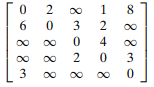 0 2 ∞ 1 8
6 0 3 2 ∞
∞ ∞ 0 4 ∞
∞ ∞ 2 0 3
3 ∞ ∞ ∞ 0